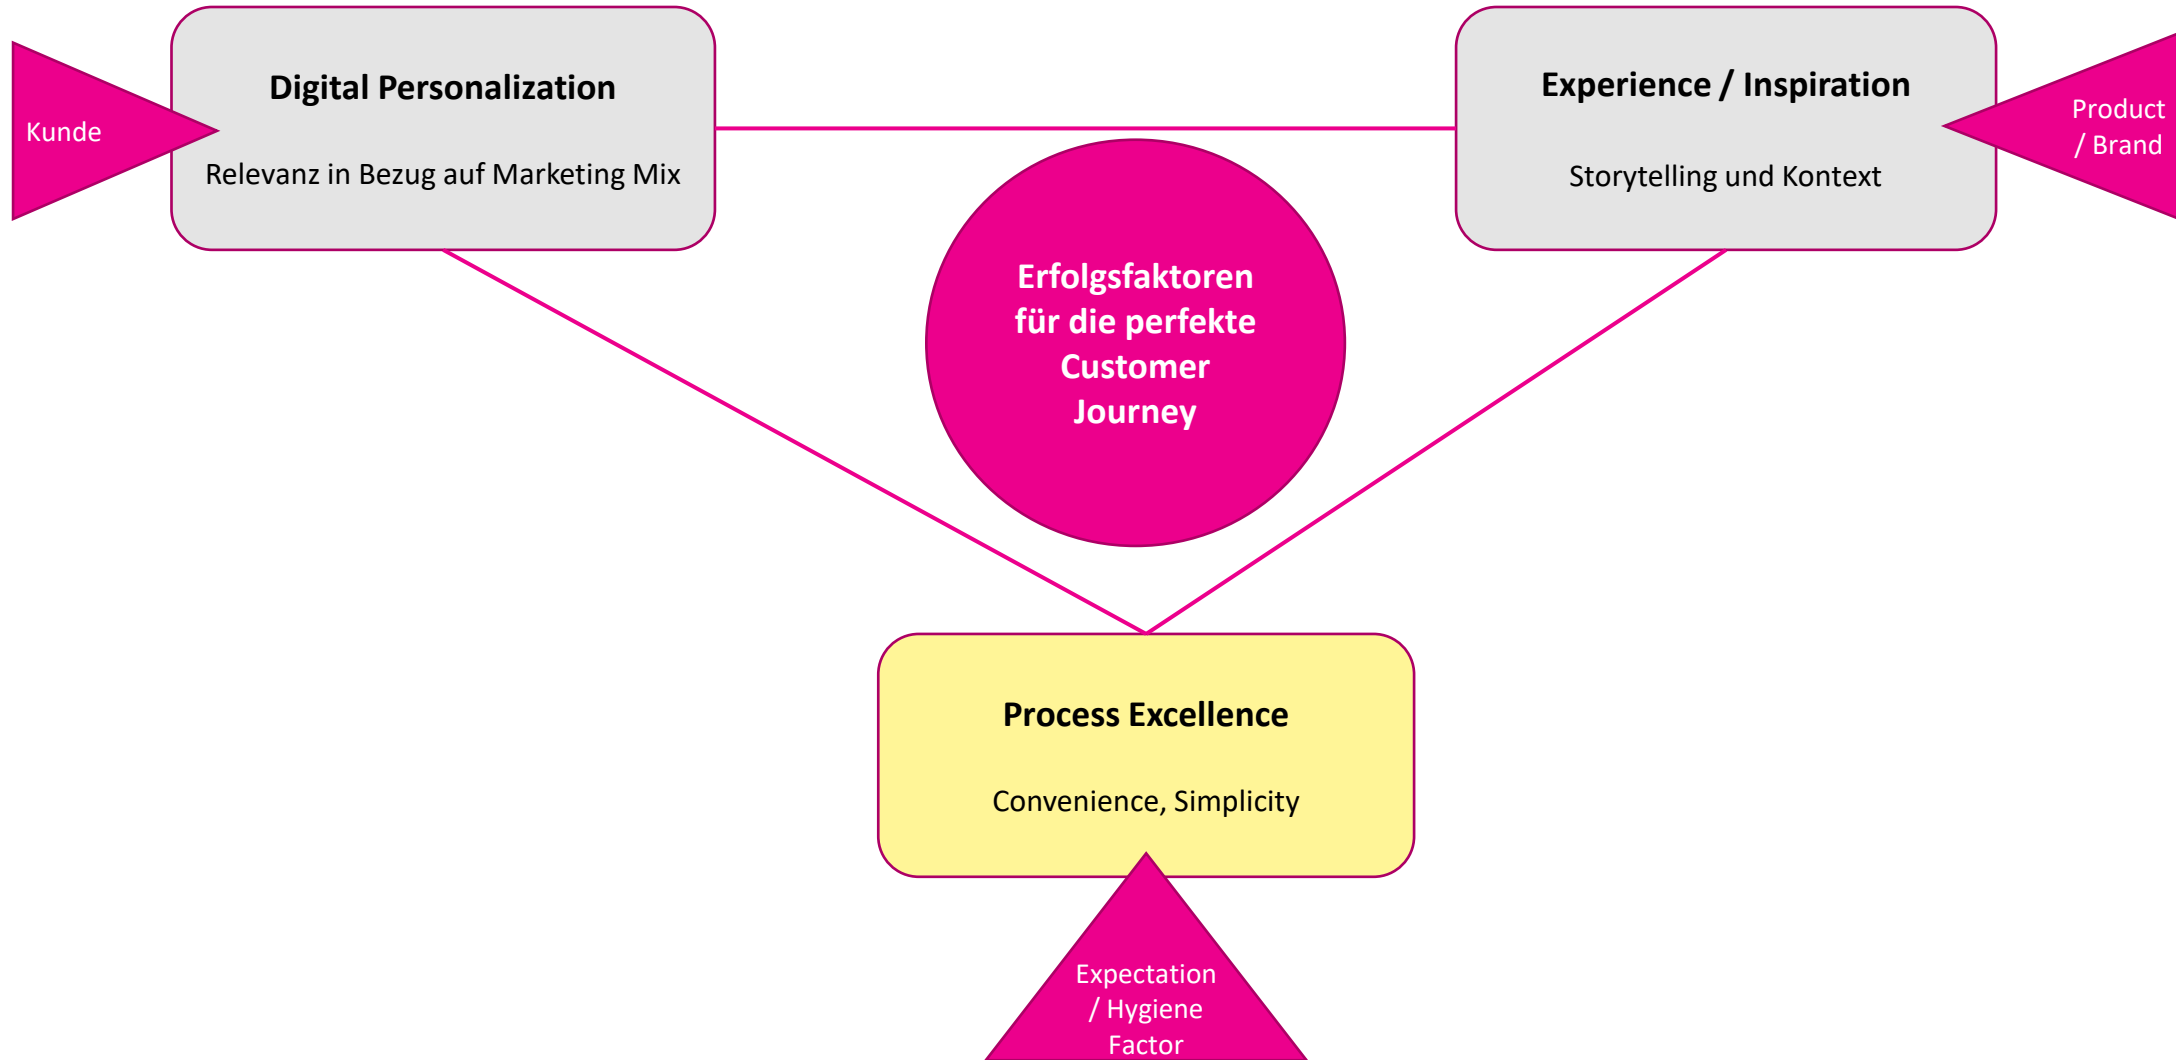 Digital Personalization
Relevanz in Bezug auf Marketing Mix
Kunde
Experience / Inspiration
Storytelling und Kontext
Product
/ Brand
Erfolgsfaktoren
für die perfekte
Customer
Journey
Process Excellence
Convenience, Simplicity
Expectation
/ Hygiene
Factor